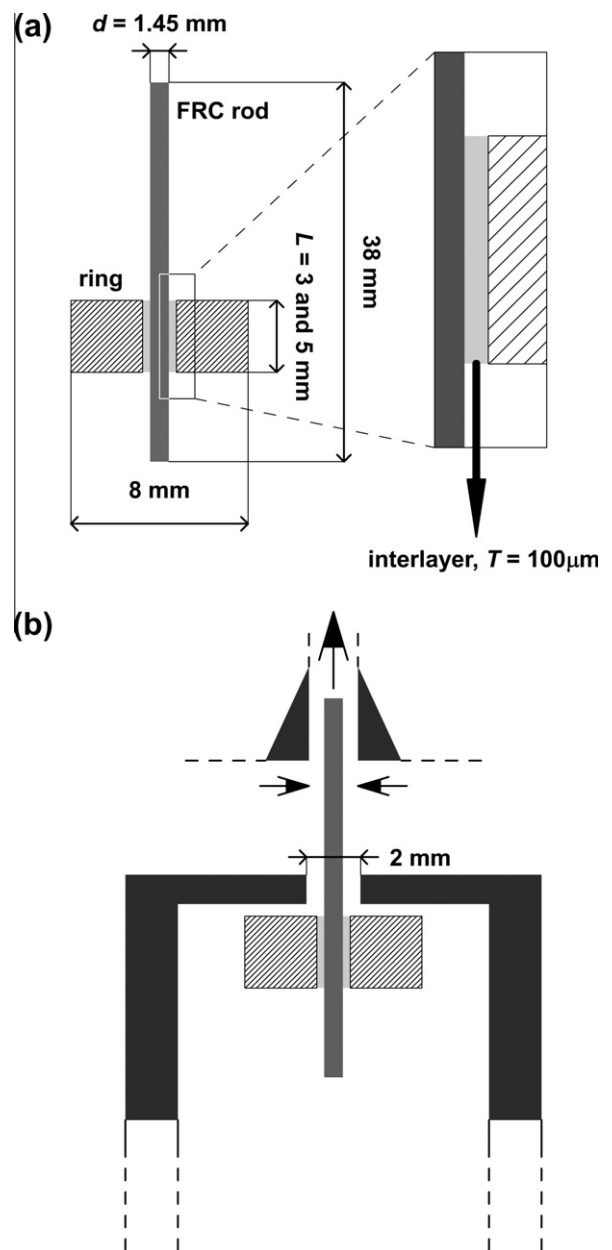 (a)
d = 1.45 mm
FRC rod
ring
L = 3 and 5 mm
38 mm
8 mm
interlayer, T = 100μm
(b)
2 mm